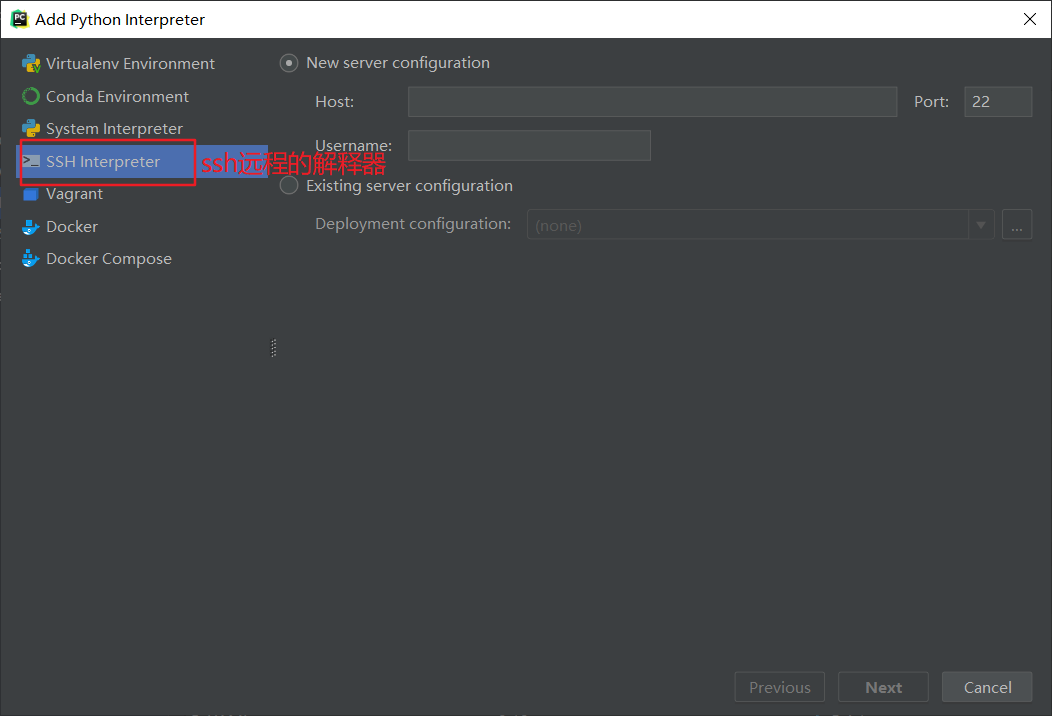 Add Python Interpreter
Virtualenv Environment
Conda Environment
System Interpreter
SSH Interpreter
ssh远程的解释器
Vagrant
Docker
Docker Compose
New server configuration
Host:
Port: 22
Username:
Existing server configuration
Deployment configuration: (none) ...
Previous Next Cancel